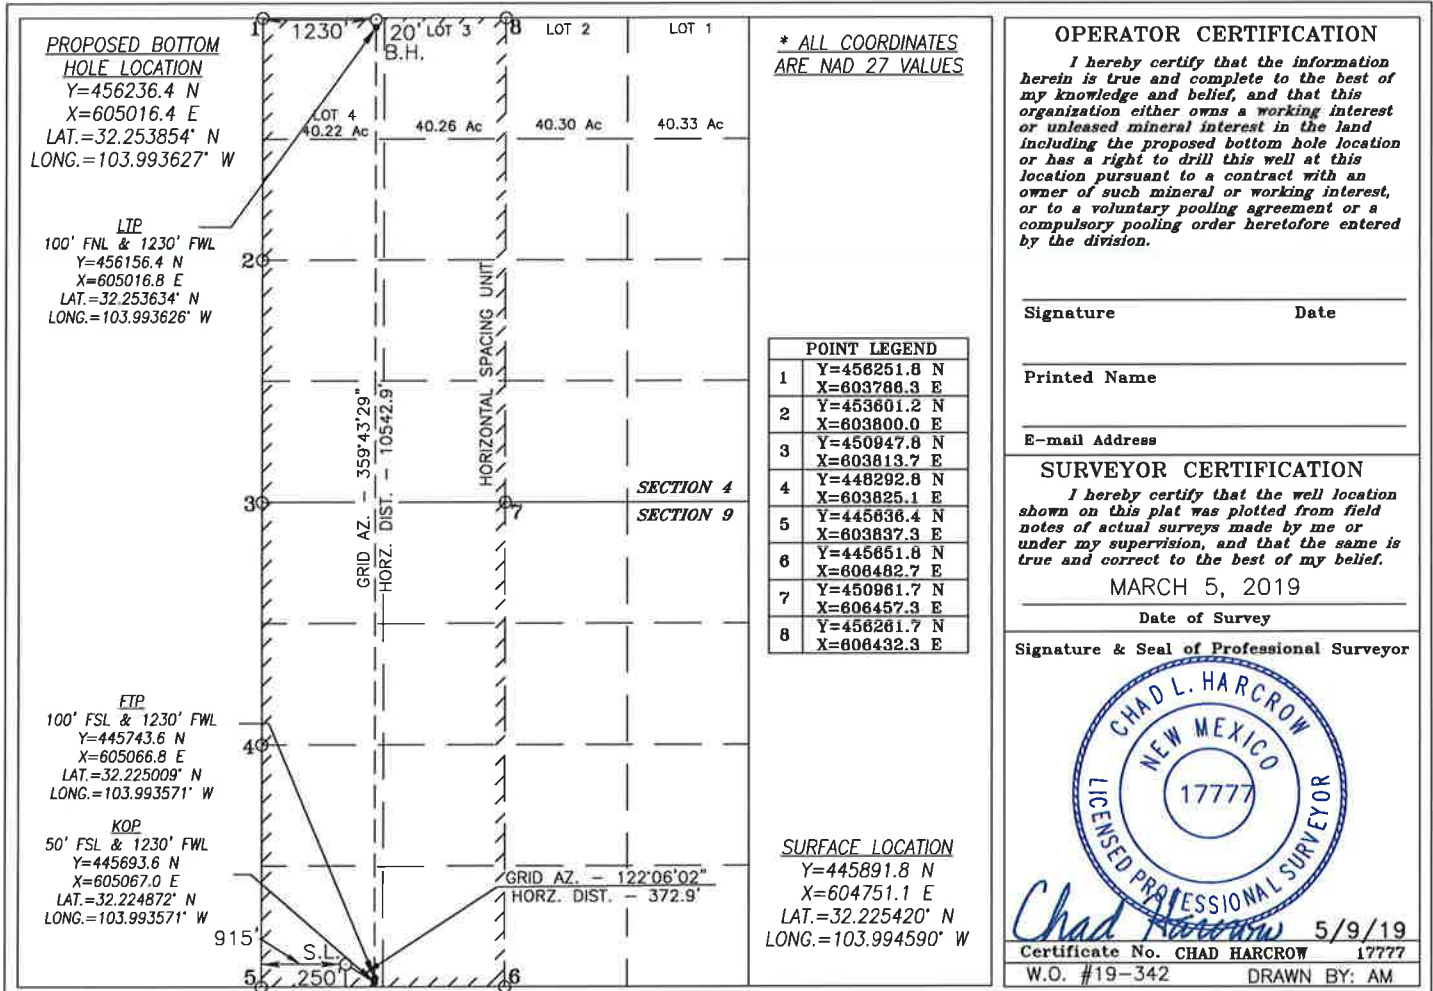 PROPOSED BOTTOM
HOLE LOCATION
Y=456236.4 N
X=605016.4 E
LAT.=32.253854° N
LONG.=103.993627° W
LTP
100' FNL & 1230' FWL
Y=456156.4 N
X=605016.8 E
LAT.=32.253634° N
LONG.=103.993626° W
FTP
100' FSL & 1230' FWL
Y=445743.6 N
X=605066.8 E
LAT.=32.225009° N
LONG.=103.993571° W
KOP
50' FSL & 1230' FWL
Y=445693.6 N
X=605067.0 E
LAT.=32.224872° N
LONG.=103.993571° W
1
1230'
20'
B.H.
LOT 3
8
LOT 2
LOT 1
LOT 4
40.22 Ac
40.26 Ac
40.30 Ac
40.33 Ac
2
HORIZONTAL SPACING UNIT
GRID AZ. - 359°43'29"
HORZ. DIST. - 10542.9'
3
7
SECTION 4
SECTION 9
4
GRID AZ. - 122°06'02"
HORZ. DIST. - 372.9'
915'
S.L.
250'
5
6
* ALL COORDINATES
ARE NAD 27 VALUES
POINT LEGEND
1 Y=456251.8 N
X=603786.3 E
2 Y=453601.2 N
X=603800.0 E
3 Y=450947.8 N
X=603813.7 E
4 Y=448292.8 N
X=603825.1 E
5 Y=445636.4 N
X=603837.3 E
6 Y=445651.8 N
X=606482.7 E
7 Y=450961.7 N
X=606457.3 E
8 Y=456261.7 N
X=606432.3 E
SURFACE LOCATION
Y=445891.8 N
X=604751.1 E
LAT.=32.225420° N
LONG.=103.994590° W
OPERATOR CERTIFICATION
I hereby certify that the information
herein is true and complete to the best of
my knowledge and belief, and that this
organization either owns a working interest
or unleased mineral interest in the land
including the proposed bottom hole location
or has a right to drill this well at this
location pursuant to a contract with an
owner of such mineral or working interest,
or to a voluntary pooling agreement or a
compulsory pooling order heretofore entered
by the division.
Signature Date
Printed Name
E-mail Address
SURVEYOR CERTIFICATION
I hereby certify that the well location
shown on this plat was plotted from field
notes of actual surveys made by me or
under my supervision, and that the same is
true and correct to the best of my belief.
MARCH 5, 2019
Date of Survey
Signature & Seal of Professional Surveyor
CHAD L. HARCROW
NEW MEXICO
17777
LICENSED PROFESSIONAL SURVEYOR
Chad Harcrow 5/9/19
Certificate No. CHAD HARCROW 17777
W.O. #19-342 DRAWN BY: AM